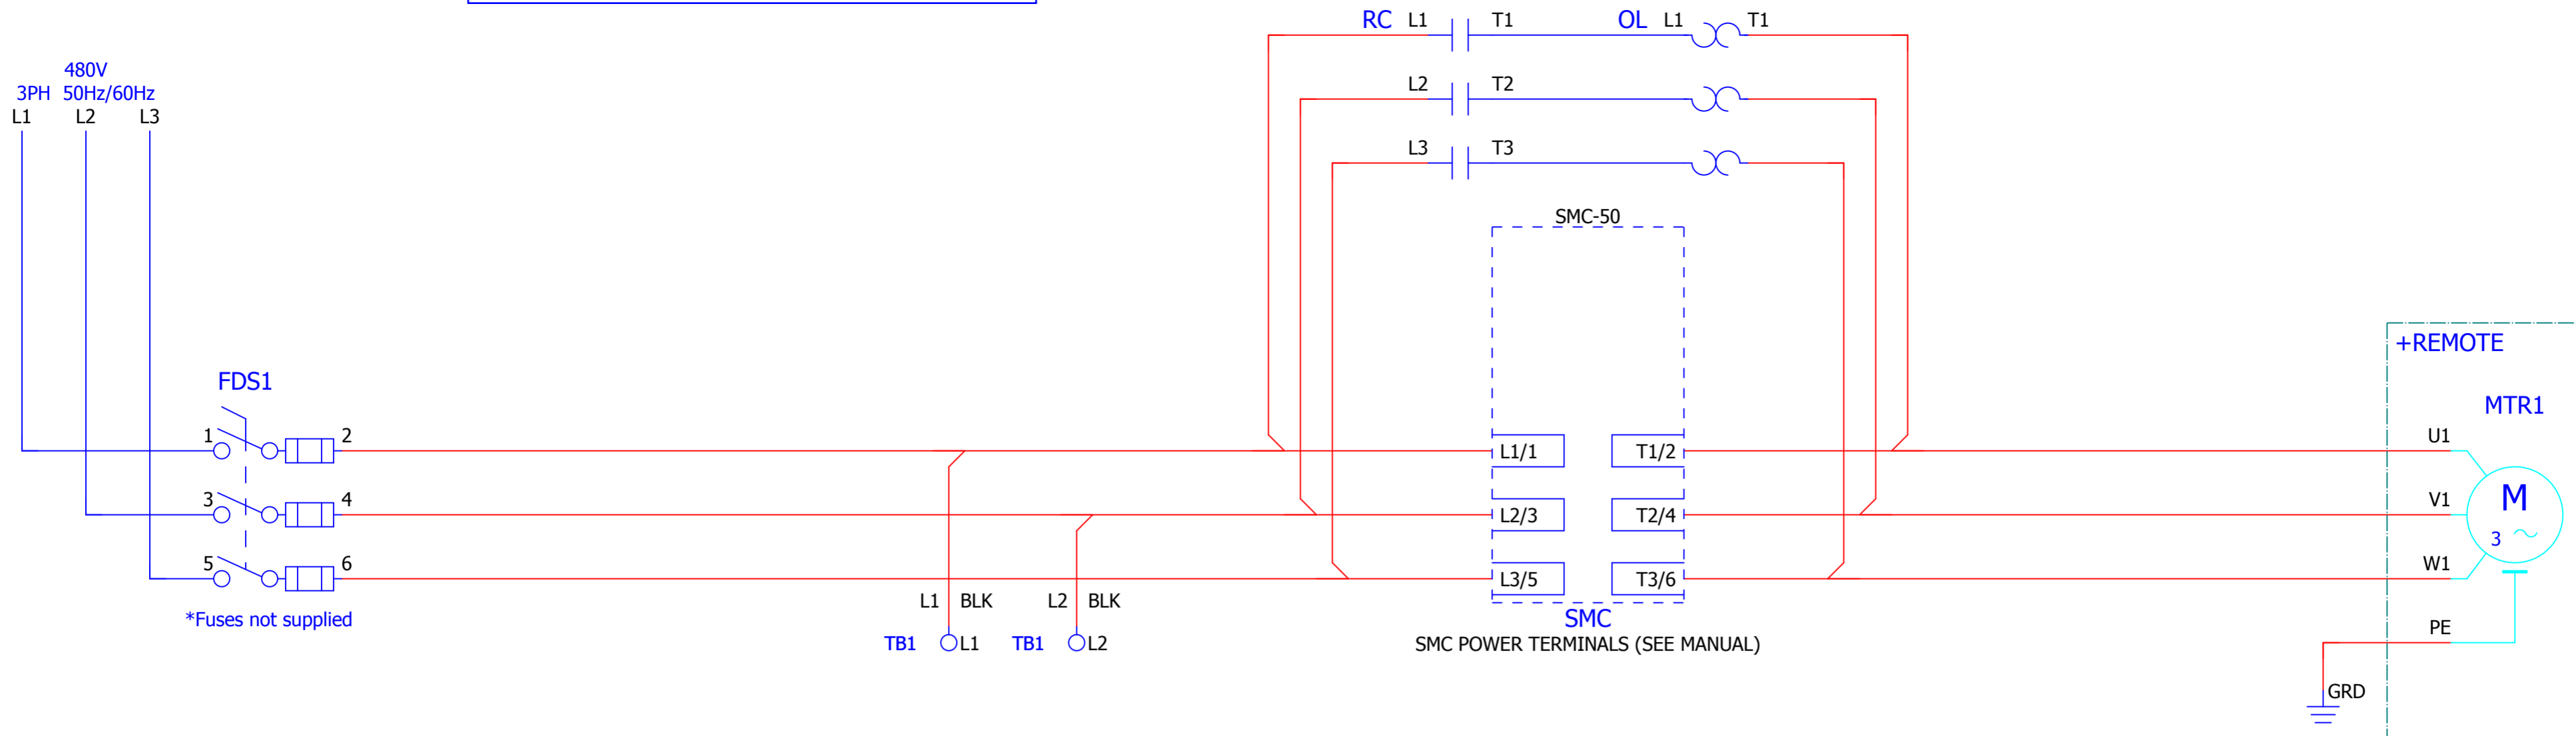 RC L1 T1 OL L1 T1
480V
3PH 50Hz/60Hz
L1 L2 L3
L2 T2
L3 T3
SMC-50
+REMOTE
FDS1
MTR1
1 2 L1/1 T1/2 U1
3 4 L2/3 T2/4 V1
M
3
5 6 L3/5 T3/6 W1
L1 BLK L2 BLK
*Fuses not supplied
SMC
TB1 L1 TB1 L2
SMC POWER TERMINALS (SEE MANUAL)
PE
GRD